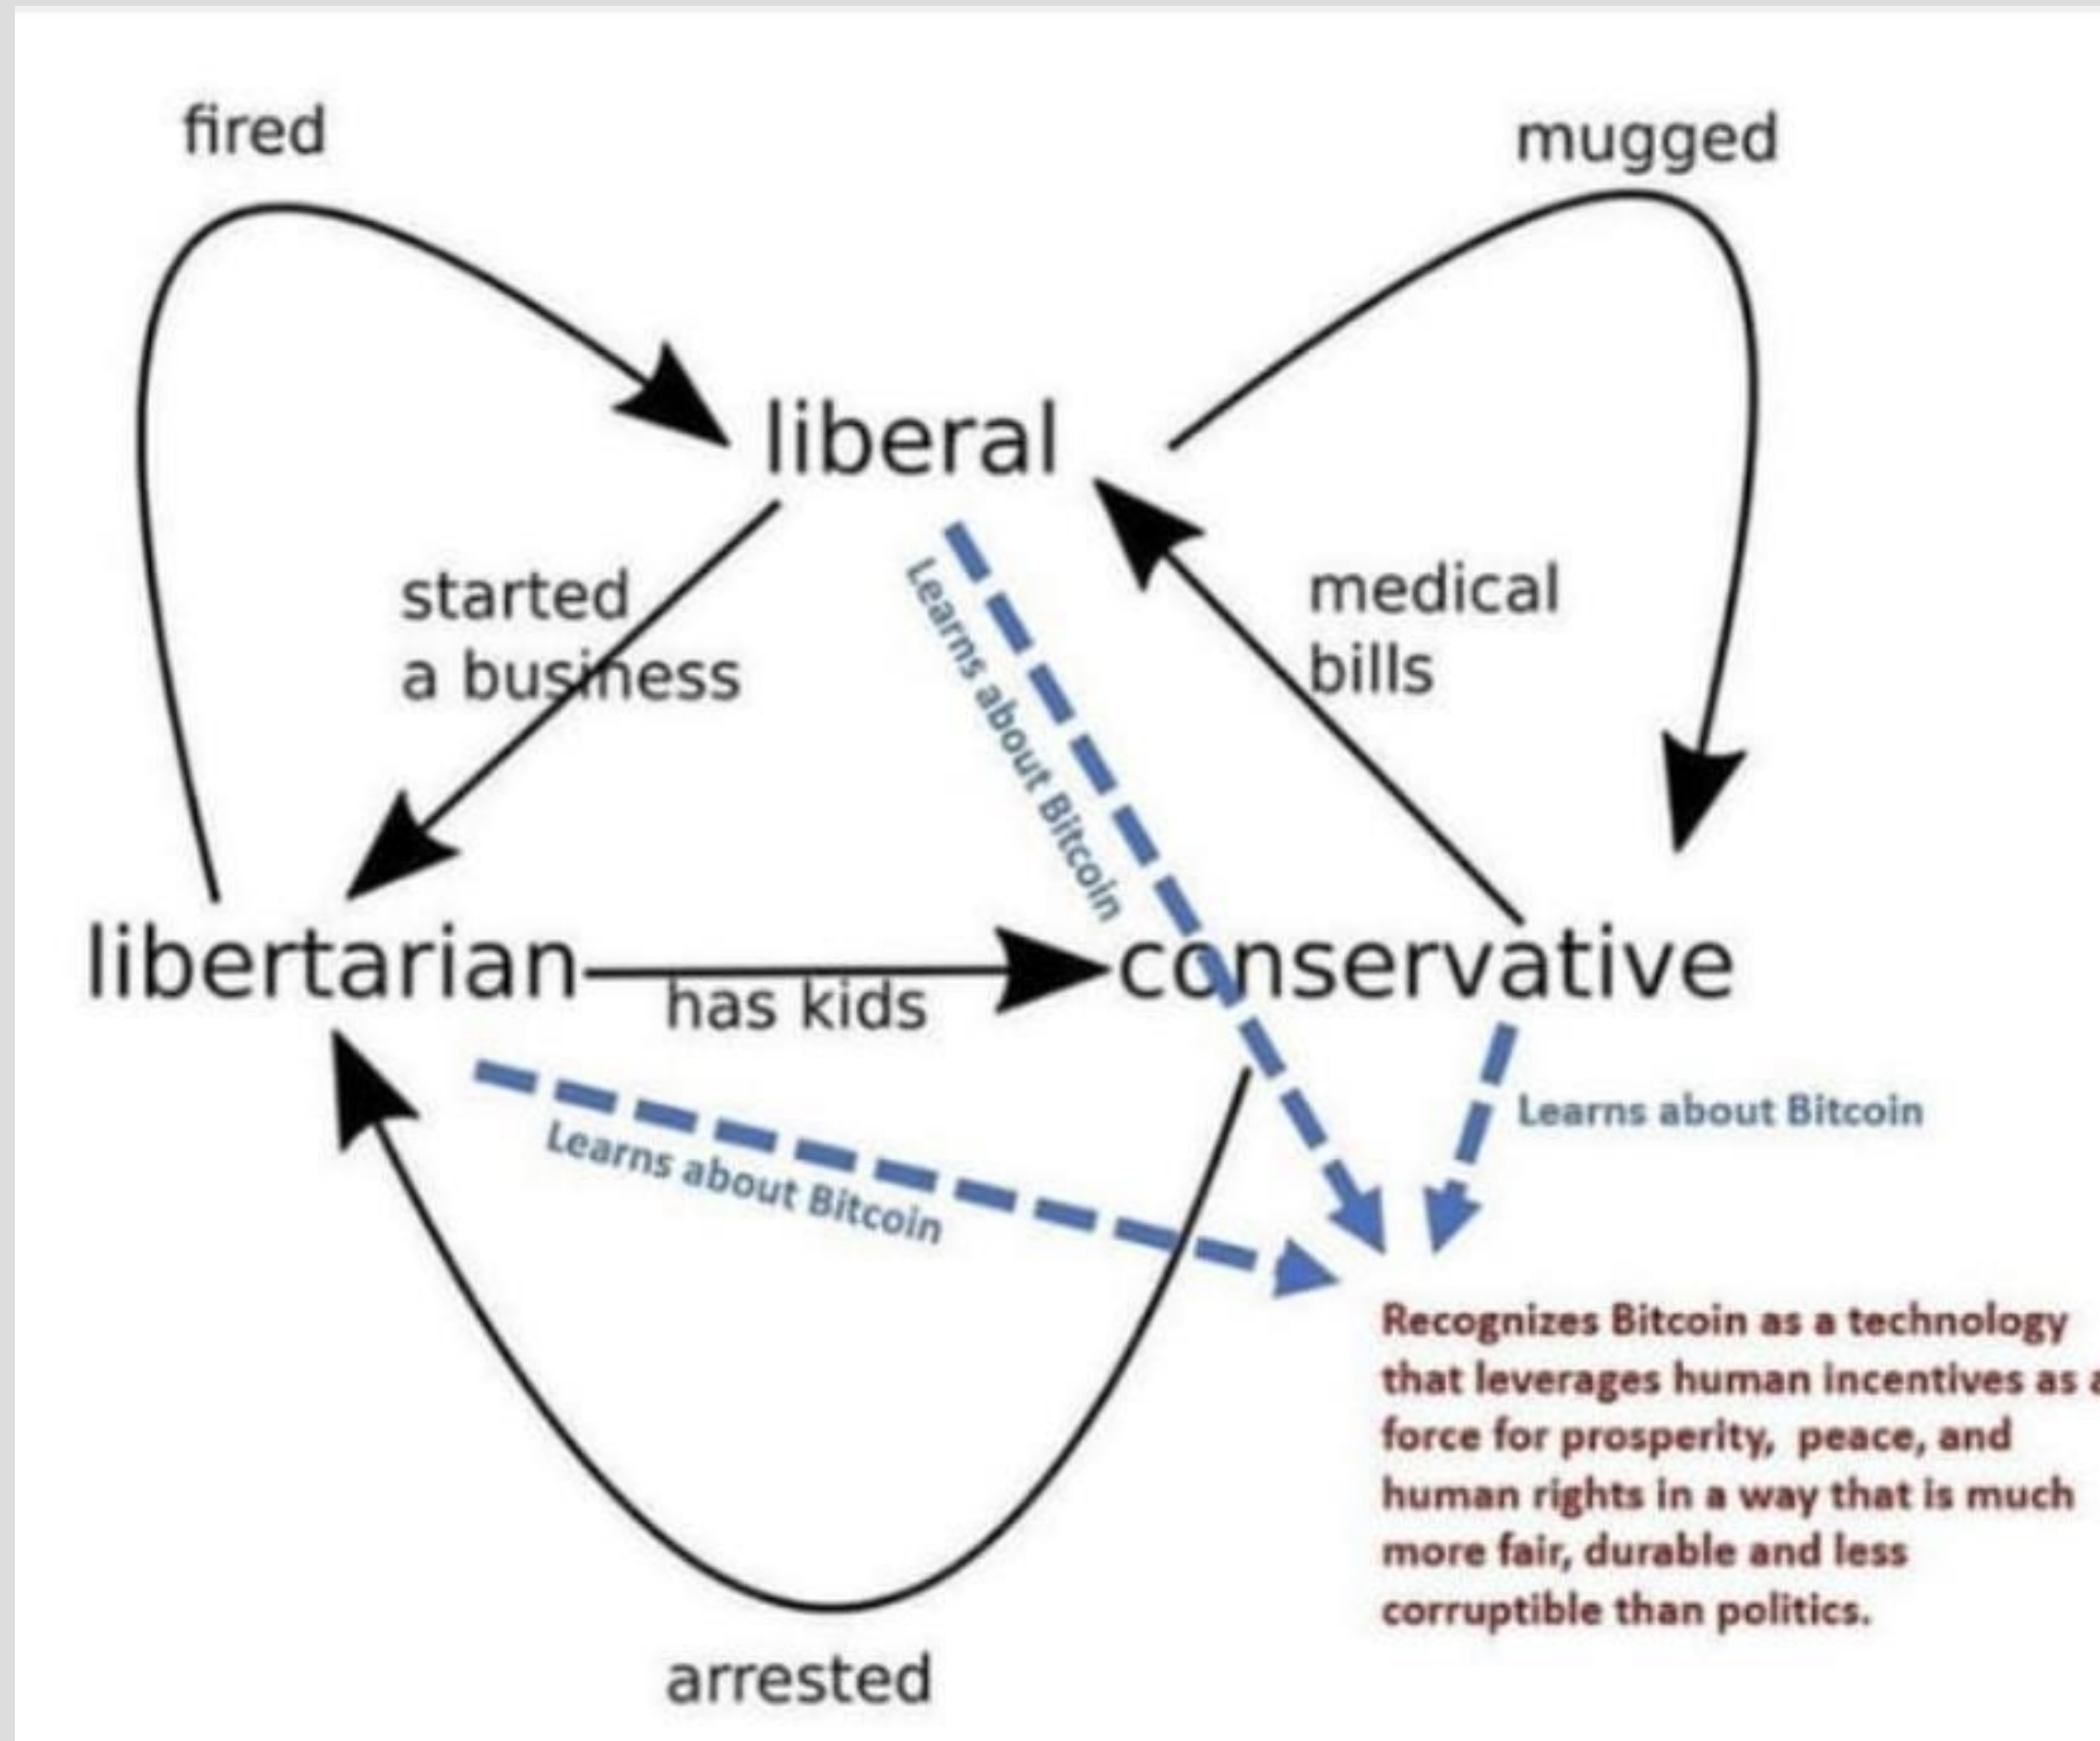 fired
mugged
liberal
started
a business
medical
bills
Learns about Bitcoin
libertarian
has kids
conservative
Learns about Bitcoin
Learns about Bitcoin
Recognizes Bitcoin as a technology
that leverages human incentives as a
force for prosperity, peace, and
human rights in a way that is much
more fair, durable and less
corruptible than politics.
arrested